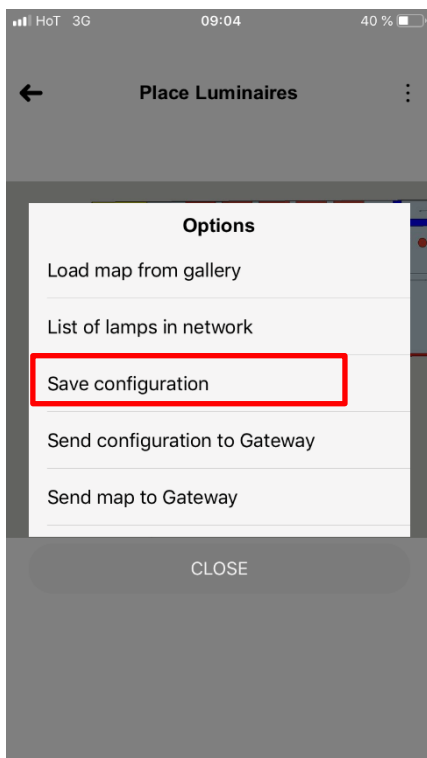 HoT 3G 09:04 40 %
Place Luminaires
Options
Load map from gallery
List of lamps in network
Save configuration
Send configuration to Gateway
Send map to Gateway
CLOSE